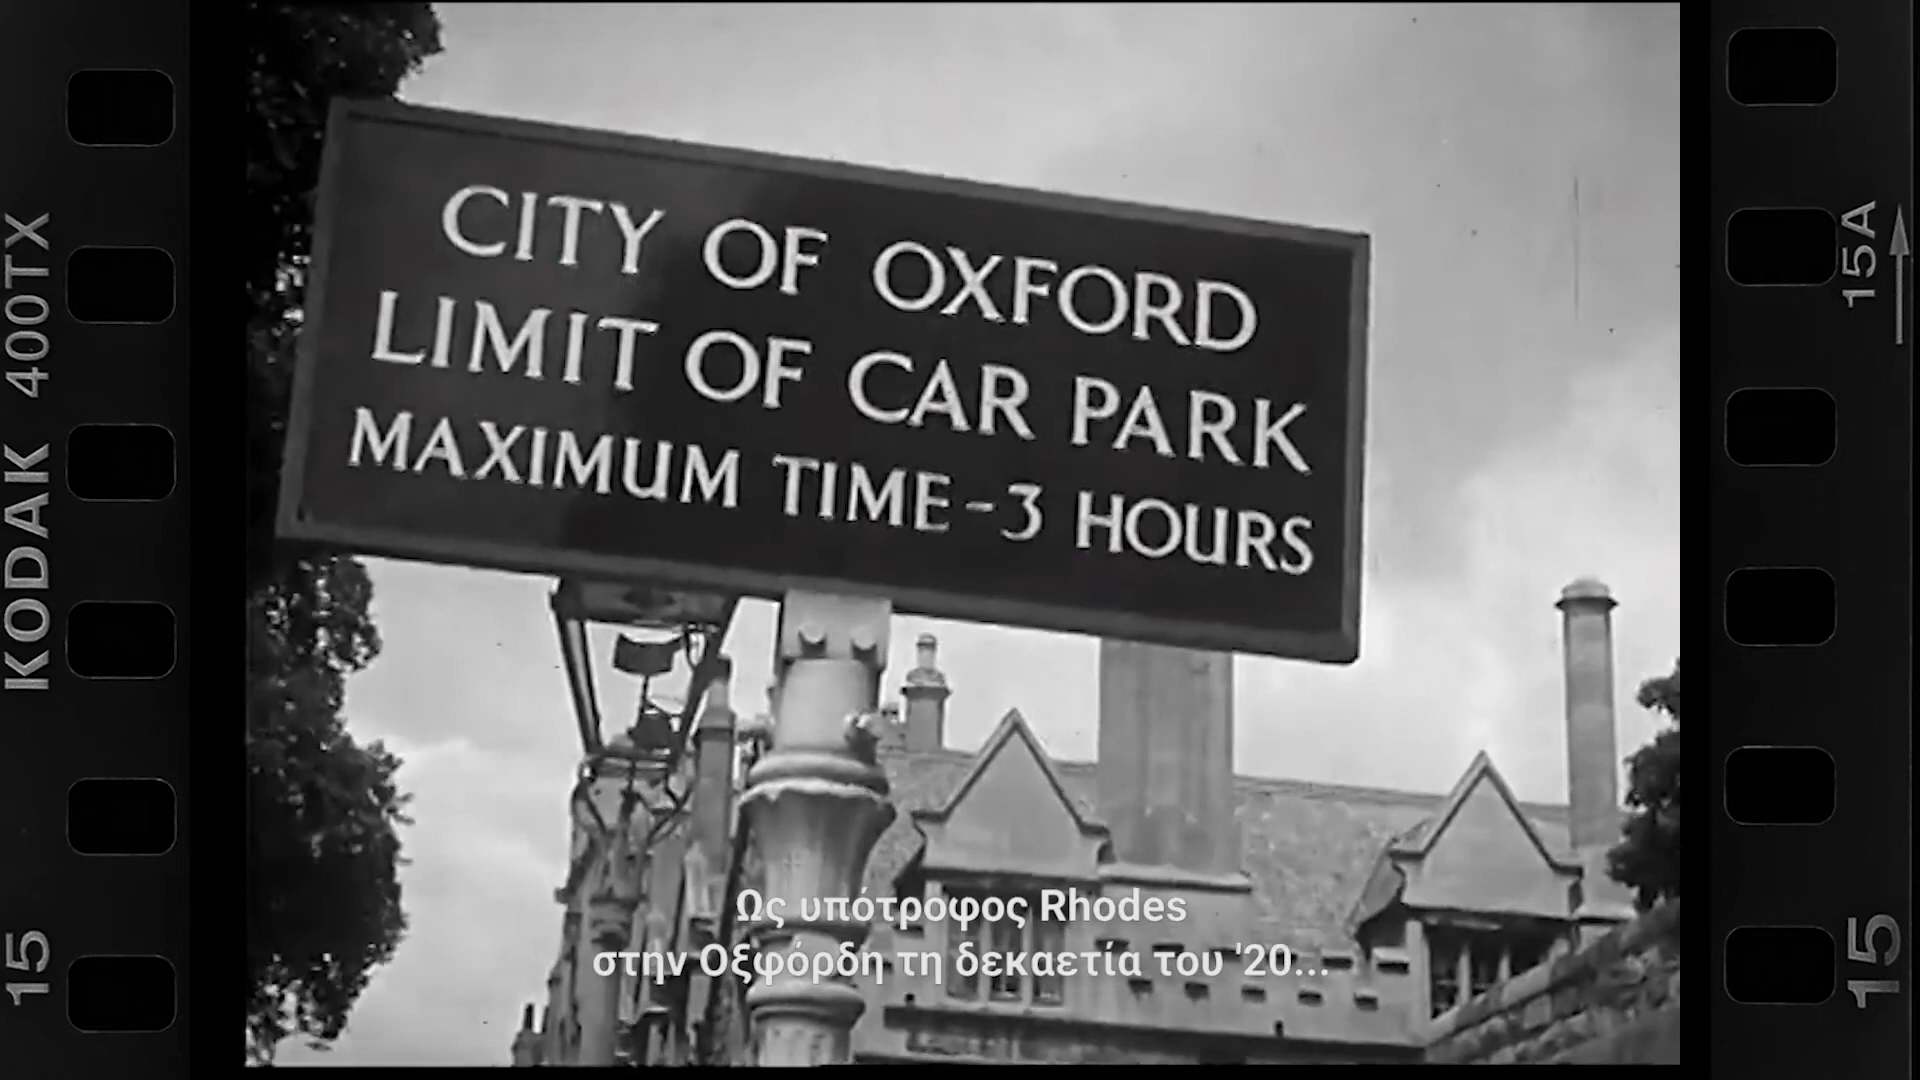 CITY OF OXFORD
LIMIT OF CAR PARK
MAXIMUM TIME - 3 HOURS
Ως υπότροφος Rhodes
στην Οξφόρδη τη δεκαετία του '20...
KODAK 400TX
15
15A
15